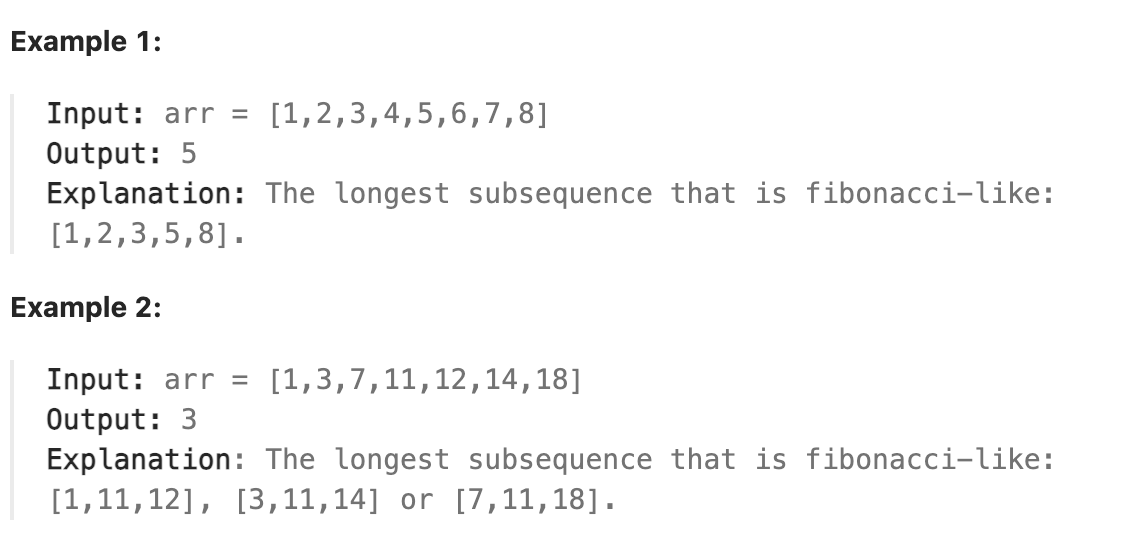 Example 1:
Input: arr = [1,2,3,4,5,6,7,8]
Output: 5
Explanation: The longest subsequence that is fibonacci-like:
[1,2,3,5,8].
Example 2:
Input: arr = [1,3,7,11,12,14,18]
Output: 3
Explanation: The longest subsequence that is fibonacci-like:
[1,11,12], [3,11,14] or [7,11,18].